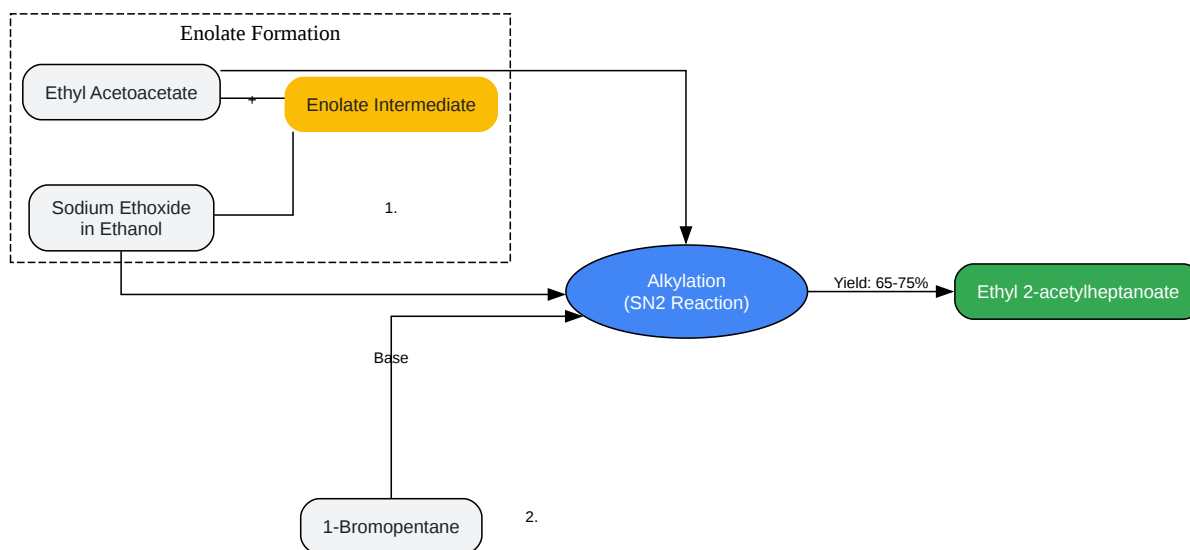 Enolate Formation
Ethyl Acetoacetate
+
Enolate Intermediate
Sodium Ethoxide
in Ethanol
1.
Alkylation
(SN2 Reaction)
Yield: 65-75%
Ethyl 2-acetylheptanoate
Base
1-Bromopentane
2.